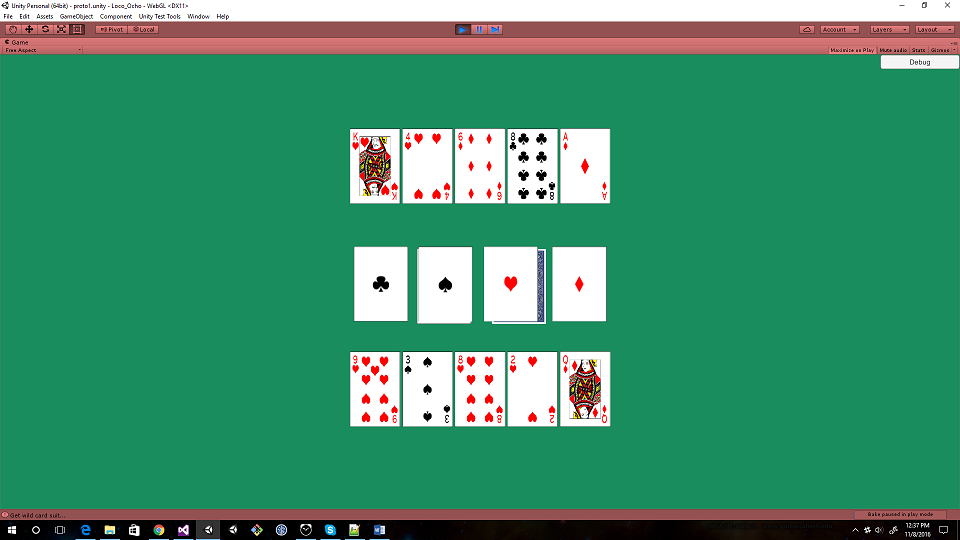 Unity Personal (64bit) - proto1.unity - Loco_Ocho - WebGL <DX11>
File Edit Assets GameObject Component Unity Test Tools Window Help
Pivot Local Account Layers Layout
Game
Free Aspect Maximize on Play Mute audio Stats Gizmos
Debug
K 4 6 8 A
K 4 6 8 A
9 3 8 2 Q
9 3 8 2 Q
Get wild card suit...
Bake paused in play mode
12:37 PM
11/8/2016